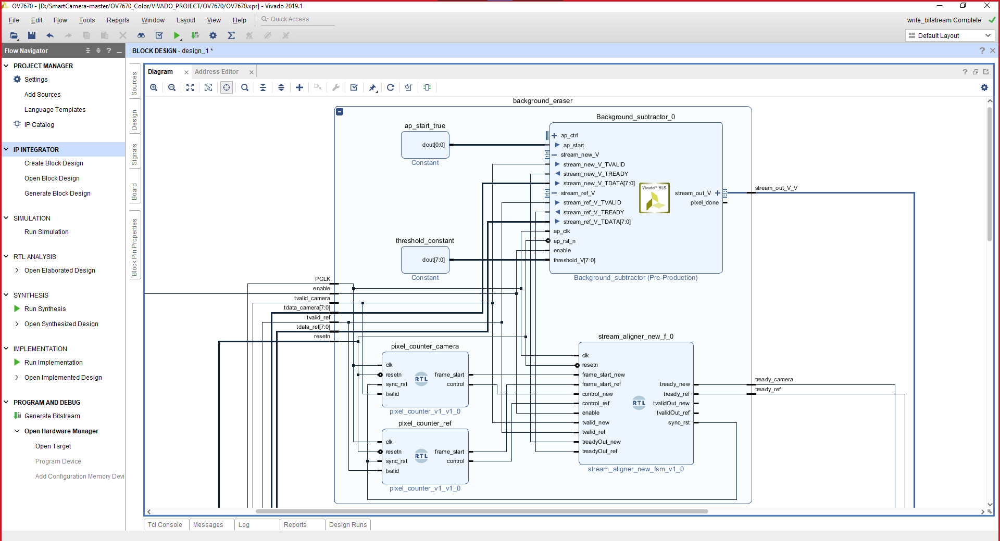 OV7670 - [D:/SmartCamera-master/OV7670_Color/VIVADO_PROJECT/OV7670/OV7670.xpr] - Vivado 2019.1
File Edit Flow Tools Reports Window Layout View Help Quick Access
write_bitstream Complete
Default Layout
Flow Navigator
BLOCK DESIGN - design_1 *
PROJECT MANAGER
Settings
Add Sources
Language Templates
IP Catalog
IP INTEGRATOR
Create Block Design
Open Block Design
Generate Block Design
SIMULATION
Run Simulation
RTL ANALYSIS
Open Elaborated Design
SYNTHESIS
Run Synthesis
Open Synthesized Design
IMPLEMENTATION
Run Implementation
Open Implemented Design
PROGRAM AND DEBUG
Generate Bitstream
Open Hardware Manager
Open Target
Program Device
Add Configuration Memory Devi
Sources
Design
Signals
Board
Block Pin Properties
Diagram
Address Editor
background_eraser
ap_start_true
dout[0:0]
Constant
threshold_constant
dout[7:0]
Constant
Background_subtractor_0
ap_ctrl
ap_start
stream_new_V
stream_new_V_TVALID
stream_new_V_TREADY
stream_new_V_TDATA[7:0]
stream_ref_V
stream_ref_V_TVALID
stream_ref_V_TREADY
stream_ref_V_TDATA[7:0]
ap_clk
ap_rst_n
enable
threshold_V[7:0]
Vivado™ HLS
stream_out_V
pixel_done
Background_subtractor (Pre-Production)
stream_out_V_V
PCLK
enable
tvalid_camera
tdata_camera[7:0]
tvalid_ref
tdata_ref[7:0]
resetn
pixel_counter_camera
clk
resetn
sync_rst
tvalid
RTL
frame_start
control
pixel_counter_v1_v1_0
pixel_counter_ref
clk
resetn
sync_rst
tvalid
RTL
frame_start
control
pixel_counter_v1_v1_0
stream_aligner_new_f_0
clk
resetn
frame_start_new
frame_start_ref
control_new
control_ref
enable
tvalid_new
tvalid_ref
treadyOut_new
treadyOut_ref
RTL
tready_new
tready_ref
tvalidOut_new
tvalidOut_ref
sync_rst
stream_aligner_new_fsm_v1_0
tready_camera
tready_ref
Tcl Console
Messages
Log
Reports
Design Runs